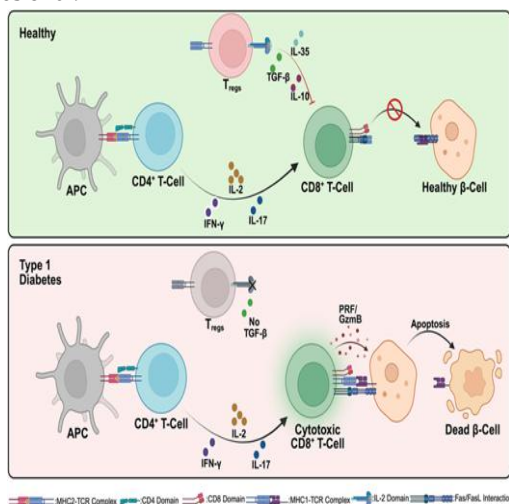 Healthy
IL-35
Tregs
TGF-β
IL-10
APC
CD4⁺ T-Cell
IL-2
IFN-γ
IL-17
CD8⁺ T-Cell
Healthy β-Cell
Type 1
Diabetes
Tregs
No
TGF-β
PRF/
GzmB
Apoptosis
APC
CD4⁺ T-Cell
IL-2
IFN-γ
IL-17
Cytotoxic
CD8⁺ T-Cell
Dead β-Cell
:MHC2-TCR Complex :CD4 Domain :CD8 Domain :MHC1-TCR Complex :IL-2 Domain :Fas/FasL Interaction